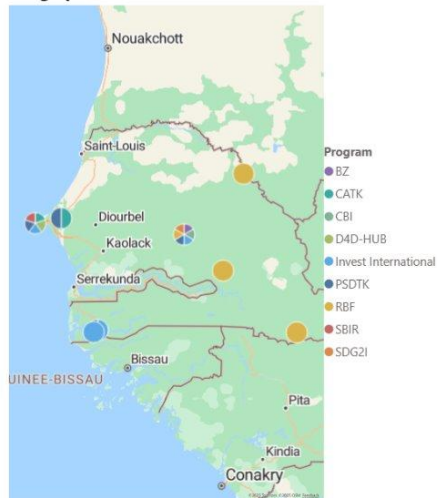 Nouakchott
Saint-Louis
Diourbel
Kaolack
Serrekunda
Bissau
UINEE-BISSAU
Pita
Kindia
Conakry
Program
BZ
CATK
CBI
D4D-HUB
Invest International
PSDTK
RBF
SBIR
SDG2I